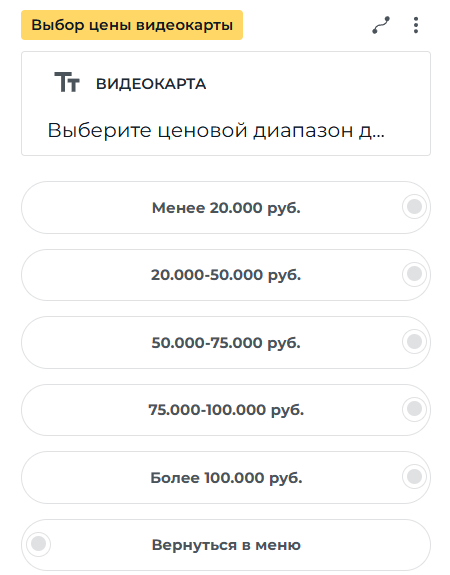 Выбор цены видеокарты
Тт ВИДЕОКАРТА
Выберите ценовой диапазон д...
Менее 20.000 руб.
20.000-50.000 руб.
50.000-75.000 руб.
75.000-100.000 руб.
Более 100.000 руб.
Вернуться в меню